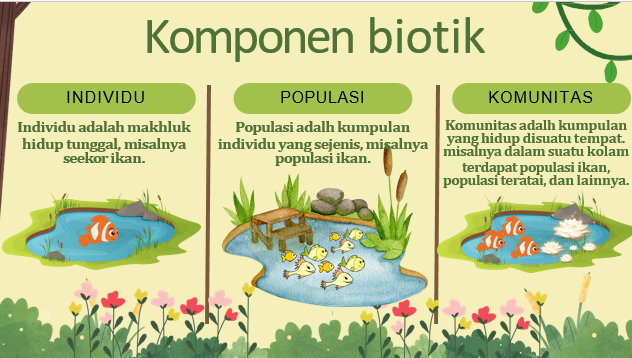 Komponen biotik
INDIVIDU
Individu adalah makhluk
hidup tunggal, misalnya
seekor ikan.
POPULASI
Populasi adalh kumpulan
individu yang sejenis, misalnya
populasi ikan.
KOMUNITAS
Komunitas adalh kumpulan
yang hidup disuatu tempat.
misalnya dalam suatu kolam
terdapat populasi ikan,
populasi teratai, dan lainnya.